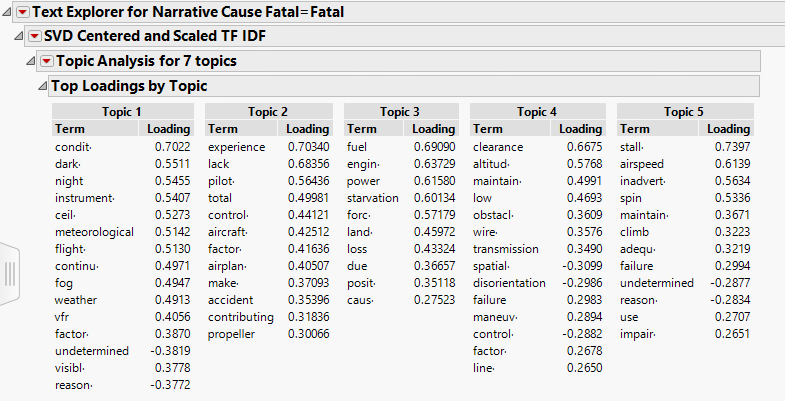 Text Explorer for Narrative Cause Fatal=Fatal
SVD Centered and Scaled TF IDF
Topic Analysis for 7 topics
Top Loadings by Topic
Topic 1 Topic 2 Topic 3 Topic 4 Topic 5
Term Loading Term Loading Term Loading Term Loading Term Loading
condit· 0.7022 experience 0.70340 fuel 0.69090 clearance 0.6675 stall· 0.7397
dark· 0.5511 lack 0.68356 engin· 0.63729 altitud· 0.5768 airspeed 0.6139
night 0.5455 pilot· 0.56436 power 0.61580 maintain· 0.4991 inadvert· 0.5634
instrument· 0.5407 total 0.49981 starvation 0.60134 low 0.4693 spin 0.5336
ceil· 0.5273 control· 0.44121 forc· 0.57179 obstacl· 0.3609 maintain· 0.3671
meteorological 0.5142 aircraft· 0.42512 land· 0.45972 wire· 0.3576 climb 0.3223
flight· 0.5130 factor· 0.41636 loss 0.43324 transmission 0.3490 adequ· 0.3219
continu· 0.4971 airplan· 0.40507 due 0.36657 spatial· -0.3099 failure 0.2994
fog 0.4947 make· 0.37093 posit· 0.35118 disorientation -0.2986 undetermined -0.2877
weather 0.4913 accident 0.35396 caus· 0.27523 failure 0.2983 reason· -0.2834
vfr 0.4056 contributing 0.31836 maneuv· 0.2894 use 0.2707
factor· 0.3870 propeller 0.30066 control· -0.2882 impair· 0.2651
undetermined -0.3819 factor· 0.2678
visibl· 0.3778 line· 0.2650
reason· -0.3772